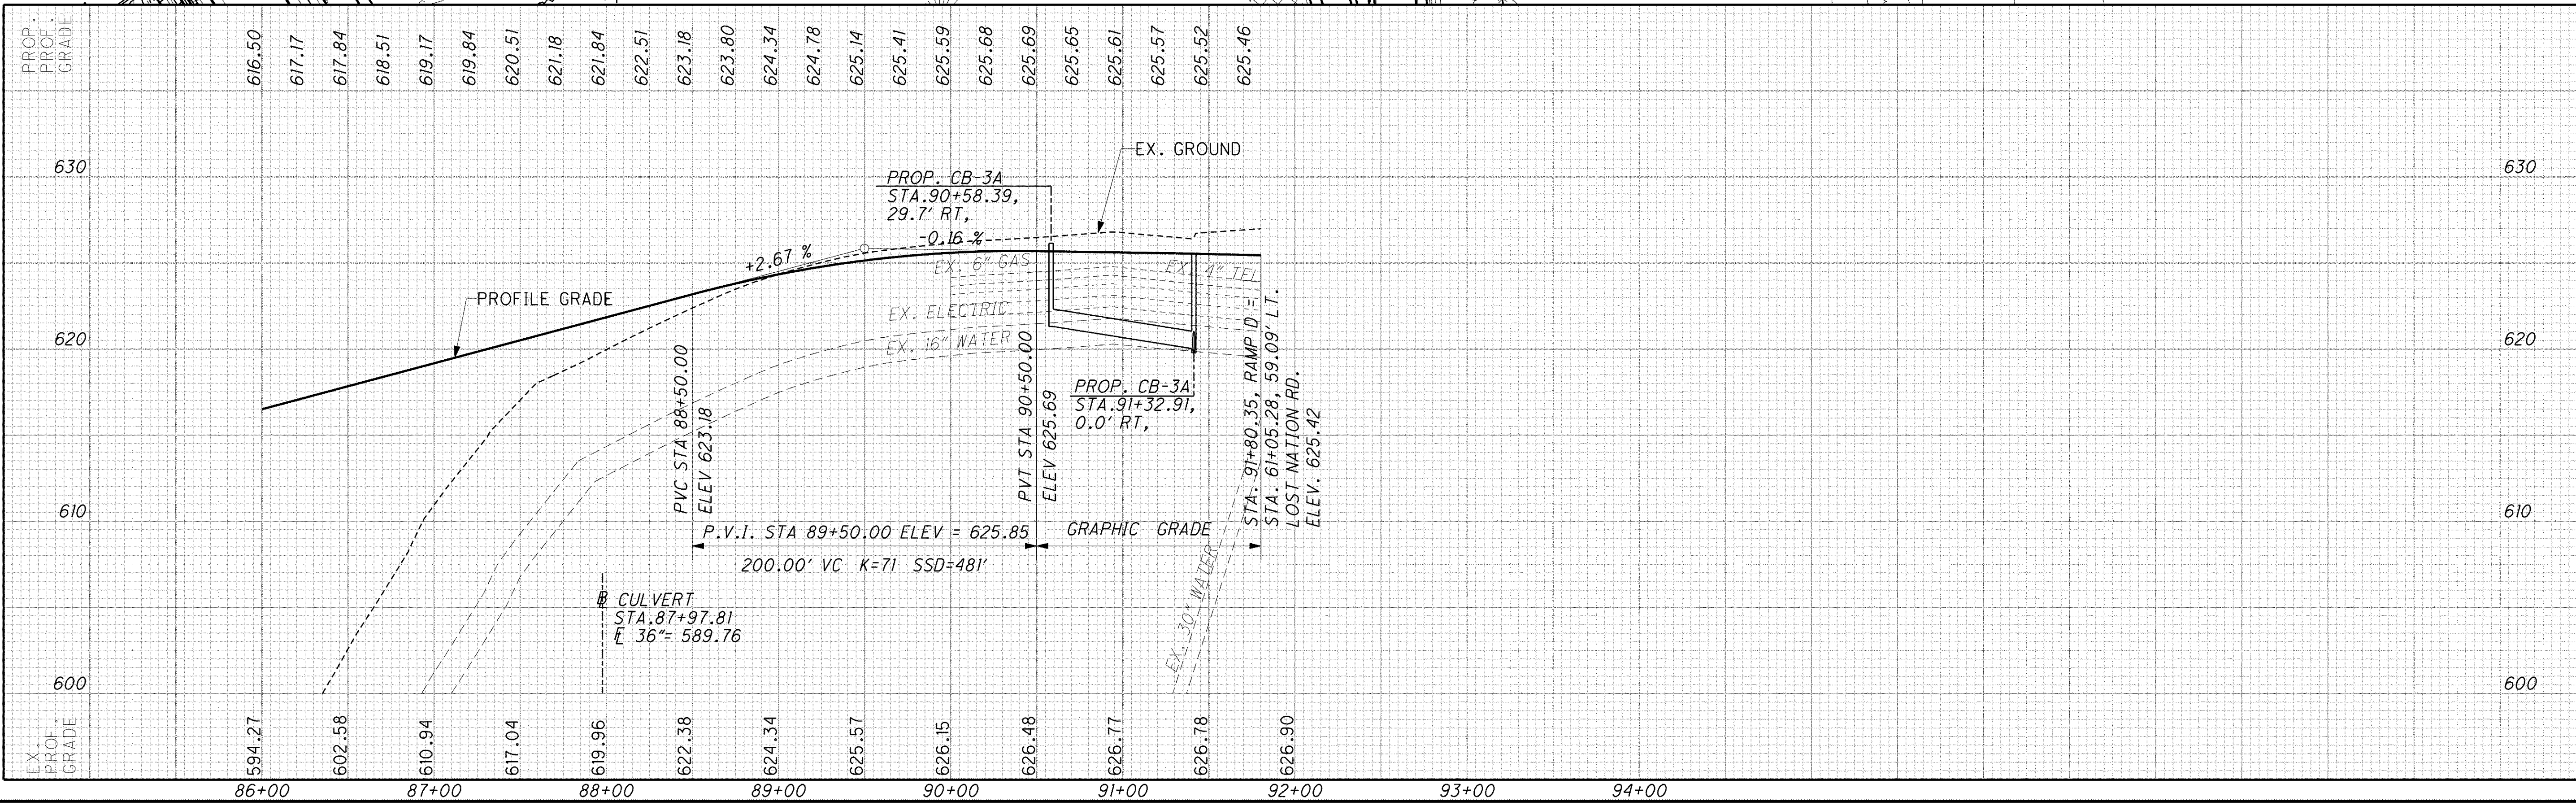 PROP.
PROF.
GRADE
616.50
617.17
617.84
618.51
619.17
619.84
620.51
621.18
621.84
622.51
623.18
623.80
624.34
624.78
625.14
625.41
625.59
625.68
625.69
625.65
625.61
625.57
625.52
625.46
630
630
EX. GROUND
PROP. CB-3A
STA.90+58.39,
29.7' RT,
-0.16 %
+2.67 %
EX. 6" GAS
EX. 4" TEL
PROFILE GRADE
EX. ELECTRIC
EX. 16" WATER
620
620
PROP. CB-3A
STA.91+32.91,
0.0' RT,
PVC STA 88+50.00
ELEV 623.18
PVT STA 90+50.00
ELEV 625.69
STA. 91+80.35, RAMP D =
STA. 61+05.28, 59.09' LT.
LOST NATION RD.
ELEV. 625.42
610
610
P.V.I. STA 89+50.00 ELEV = 625.85
GRAPHIC GRADE
200.00' VC K=71 SSD=481'
EX. 30" WATER
CULVERT
STA.87+97.81
36"= 589.76
600
600
EX.
PROF.
GRADE
594.27
602.58
610.94
617.04
619.96
622.38
624.34
625.57
626.15
626.48
626.77
626.78
626.90
86+00
87+00
88+00
89+00
90+00
91+00
92+00
93+00
94+00